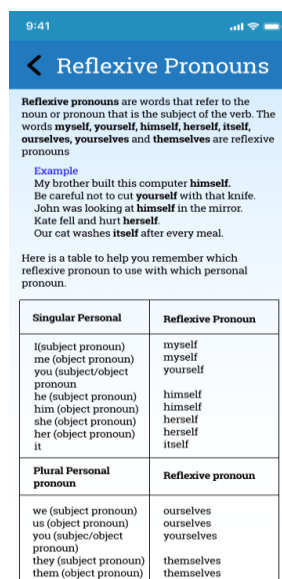 9:41
Reflexive Pronouns
Reflexive pronouns are words that refer to the
noun or pronoun that is the subject of the verb. The
words myself, yourself, himself, herself, itself,
ourselves, yourselves and themselves are reflexive
pronouns
Example
My brother built this computer himself.
Be careful not to cut yourself with that knife.
John was looking at himself in the mirror.
Kate fell and hurt herself.
Our cat washes itself after every meal.
Here is a table to help you remember which
reflexive pronoun to use with which personal
pronoun.
Singular Personal
Reflexive Pronoun
I(subject pronoun)
myself
me (object pronoun)
myself
you (subject/object
yourself
pronoun
he (subject pronoun)
himself
him (object pronoun)
himself
she (object pronoun)
herself
her (object pronoun)
herself
it
itself
Plural Personal
pronoun
Reflexive pronoun
we (subject pronoun)
ourselves
us (object pronoun)
ourselves
you (subjec/object
yourselves
pronoun)
they (subject pronoun)
themselves
them (object pronoun)
themselves